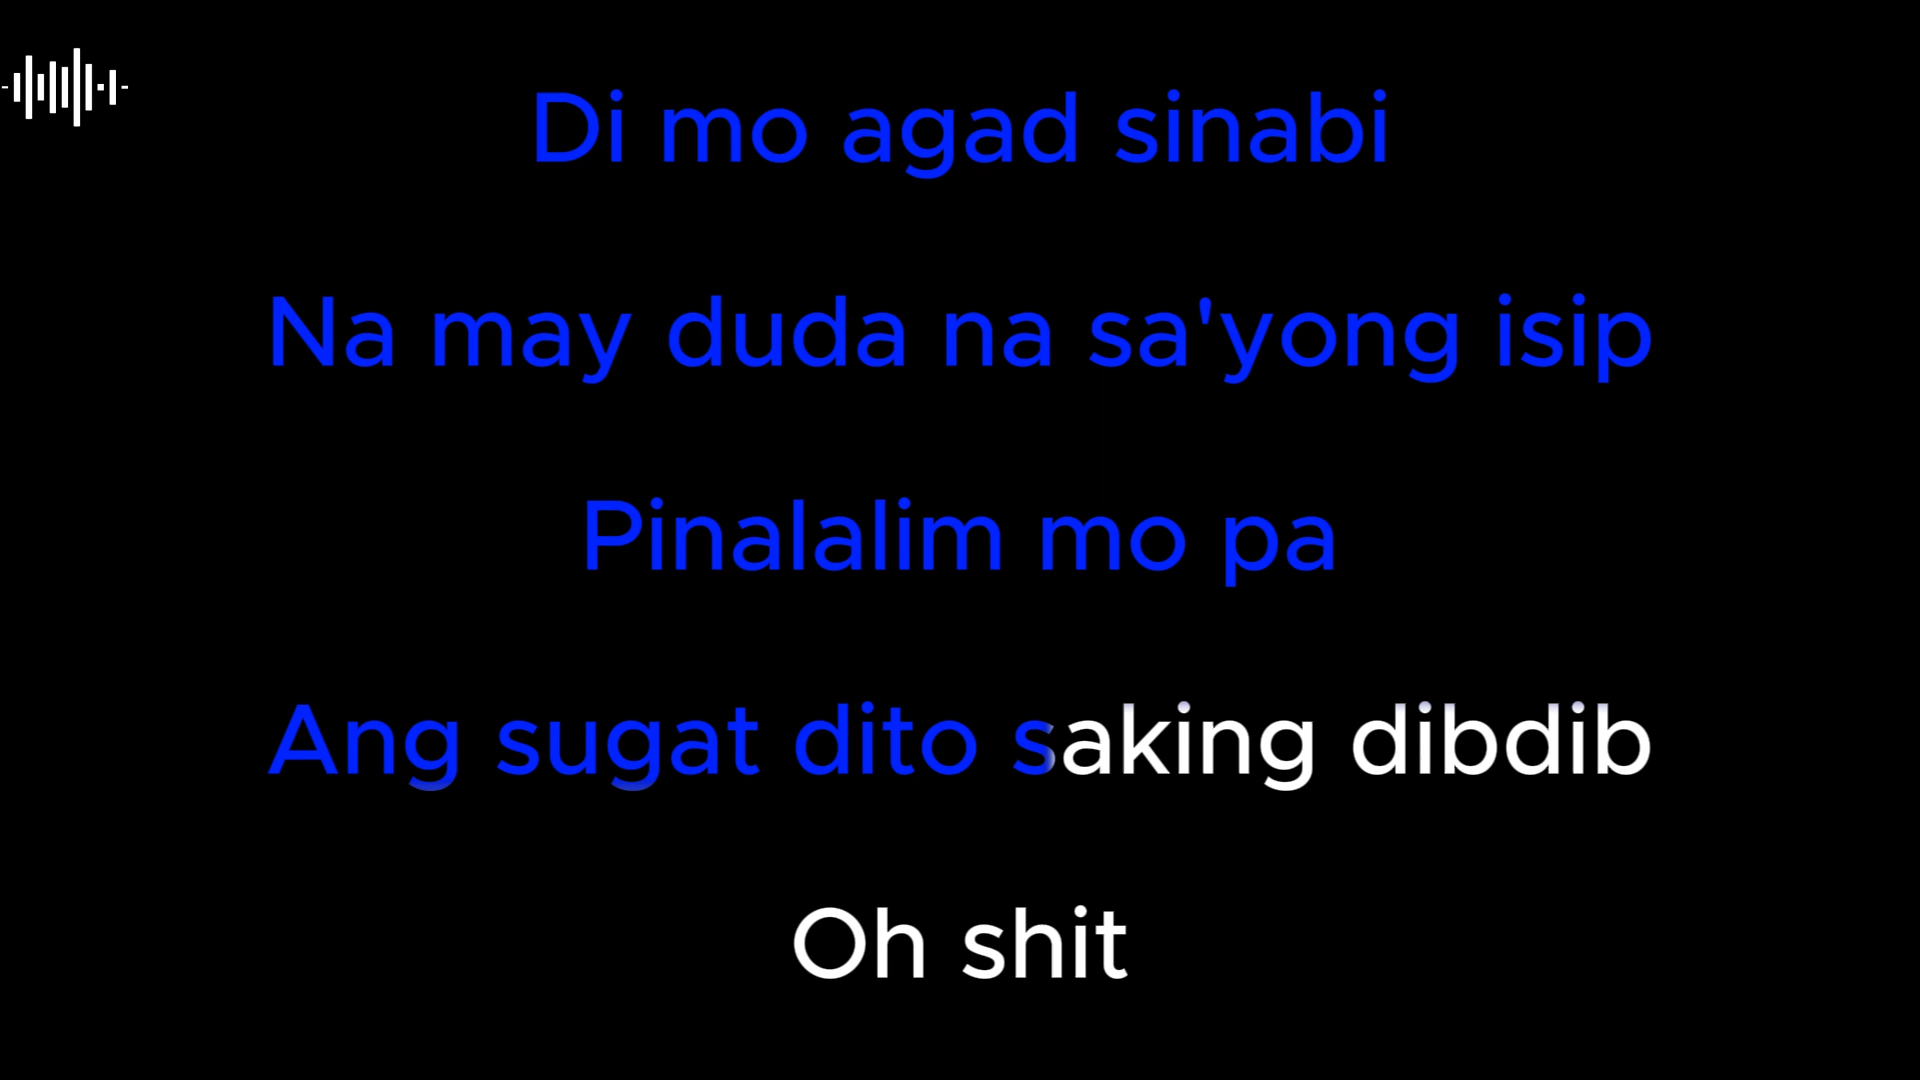 Di mo agad sinabi
Na may duda na sa'yong isip
Pinalalim mo pa
Ang sugat dito saking dibdib
Oh shit